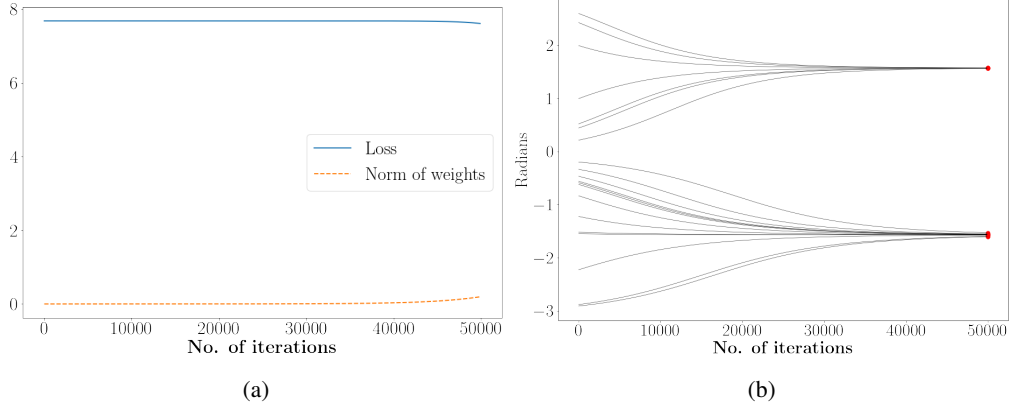 8
6
4
2
0
Loss
Norm of weights
0 10000 20000 30000 40000 50000
No. of iterations
(a)
2
1
0
−1
−2
−3
Radians
0 10000 20000 30000 40000 50000
No. of iterations
(b)